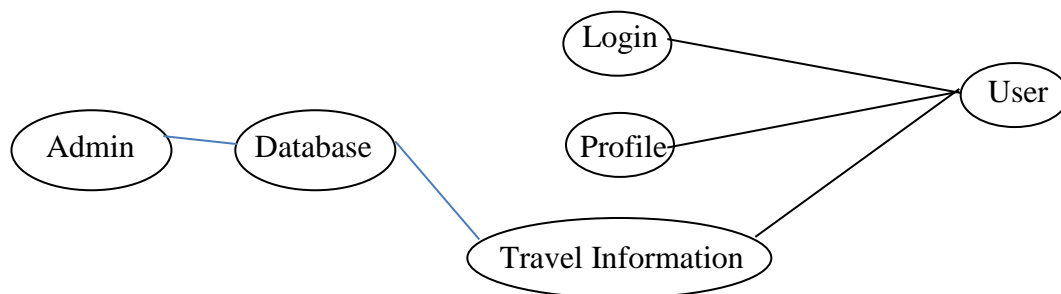 Login
User
Admin
Database
Profile
Travel Information